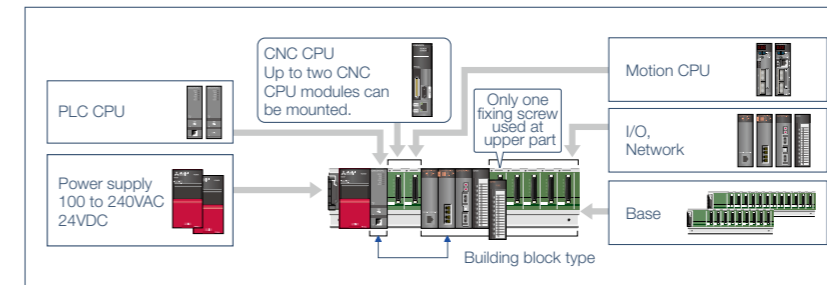 CNC CPU
Up to two CNC
CPU modules can
be mounted.
Motion CPU
PLC CPU
Only one
fixing screw
used at
upper part
I/O,
Network
Power supply
100 to 240VAC
24VDC
Base
Building block type